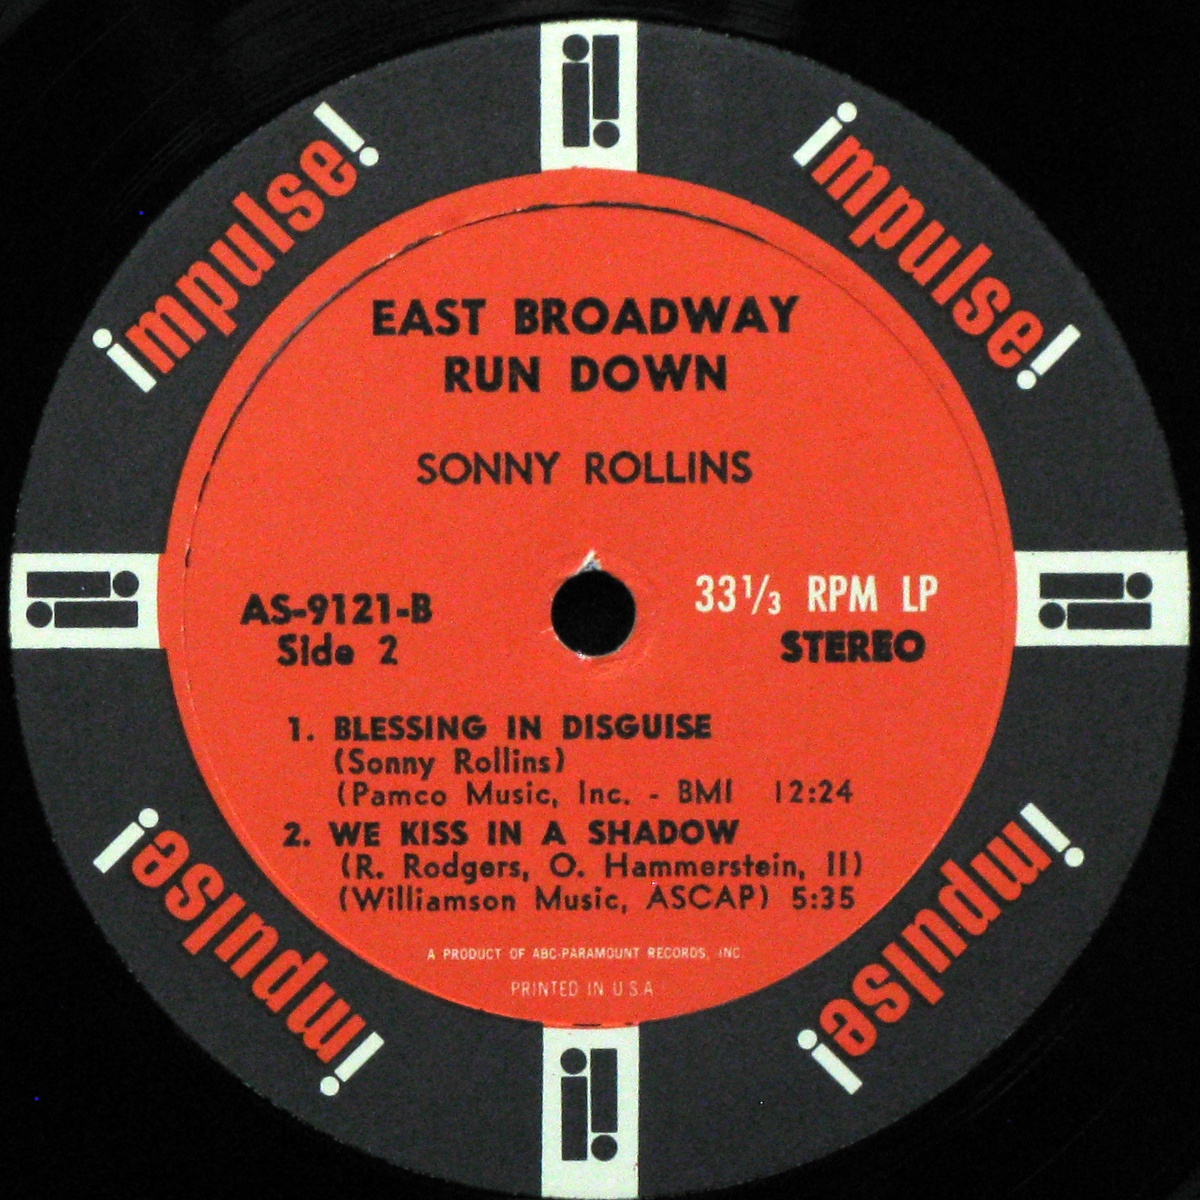 impulse!
impulse!
EAST BROADWAY
RUN DOWN
SONNY ROLLINS
AS-9121-B
Side 2
33 1/3 RPM LP
STEREO
1. BLESSING IN DISGUISE
(Sonny Rollins)
(Pamco Music, Inc. - BMI 12:24
2. WE KISS IN A SHADOW
(R. Rodgers, O. Hammerstein, II)
(Williamson Music, ASCAP) 5:35
A PRODUCT OF ABC-PARAMOUNT RECORDS, INC.
PRINTED IN U.S.A.
impulse!
impulse!